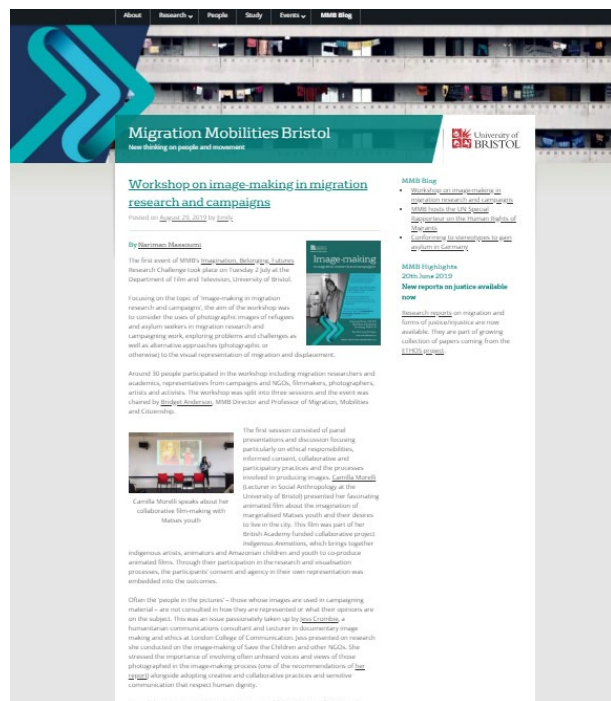 About Research People Study Events MMB Blog
Migration Mobilities Bristol
New thinking on people and movement
University of
BRISTOL
Workshop on image-making in migration
research and campaigns
Posted on August 29, 2019 by Emily
By Nariman Massoumi
The first event of MMB's Imagination, Belonging, Futures
Research Challenge took place on Tuesday 2 July at the
Department of Film and Television, University of Bristol.
Focusing on the topic of 'Image-making in migration
research and campaigns', the aim of the workshop was
to consider the uses of photographic images of refugees
and asylum seekers in migration research and
campaigning work, exploring problems and challenges as
well as alternative approaches (photographic or
otherwise) to the visual representation of migration and displacement.
Image-making
Around 30 people participated in the workshop including migration researchers and
academics, representatives from campaigns and NGOs, filmmakers, photographers,
artists and activists. The workshop was split into three sessions and the event was
chaired by Bridget Anderson, MMB Director and Professor of Migration, Mobilities
and Citizenship.
Camilla Morelli speaks about her
collaborative film-making with
Matses youth
The first session consisted of panel
presentations and discussion focusing
particularly on ethical responsibilities,
informed consent, collaborative and
participatory practices and the processes
involved in producing images. Camilla Morelli
(Lecturer in Social Anthropology at the
University of Bristol) presented her fascinating
animated film about the imagination of
marginalised Matses youth and their desires
to live in the city. This film was part of her
British Academy funded collaborative project
Indigenous Animations, which brings together
indigenous artists, animators and Amazonian children and youth to co-produce
animated films. Through their participation in the research and visualisation
processes, the participants' consent and agency in their own representation was
embedded into the outcomes.
Often the 'people in the pictures' – those whose images are used in campaigning
material – are not consulted in how they are represented or what their opinions are
on the subject. This was an issue passionately taken up by Jess Crombie, a
humanitarian communications consultant and Lecturer in documentary image
making and ethics at London College of Communication. Jess presented on research
she conducted on the image-making of Save the Children and other NGOs. She
stressed the importance of involving often unheard voices and views of those
photographed in the image-making process (one of the recommendations of her
report) alongside adopting creative and collaborative practices and sensitive
communication that respect human dignity.
MMB Blog
Workshop on image-making in
migration research and campaigns
MMB hosts the UN Special
Rapporteur on the Human Rights of
Migrants
Conforming to stereotypes to gain
asylum in Germany
MMB Highlights
20th June 2019
New reports on justice available
now
Research reports on migration and
forms of justice/injustice are now
available. They are part of growing
collection of papers coming from the
ETHOS project.